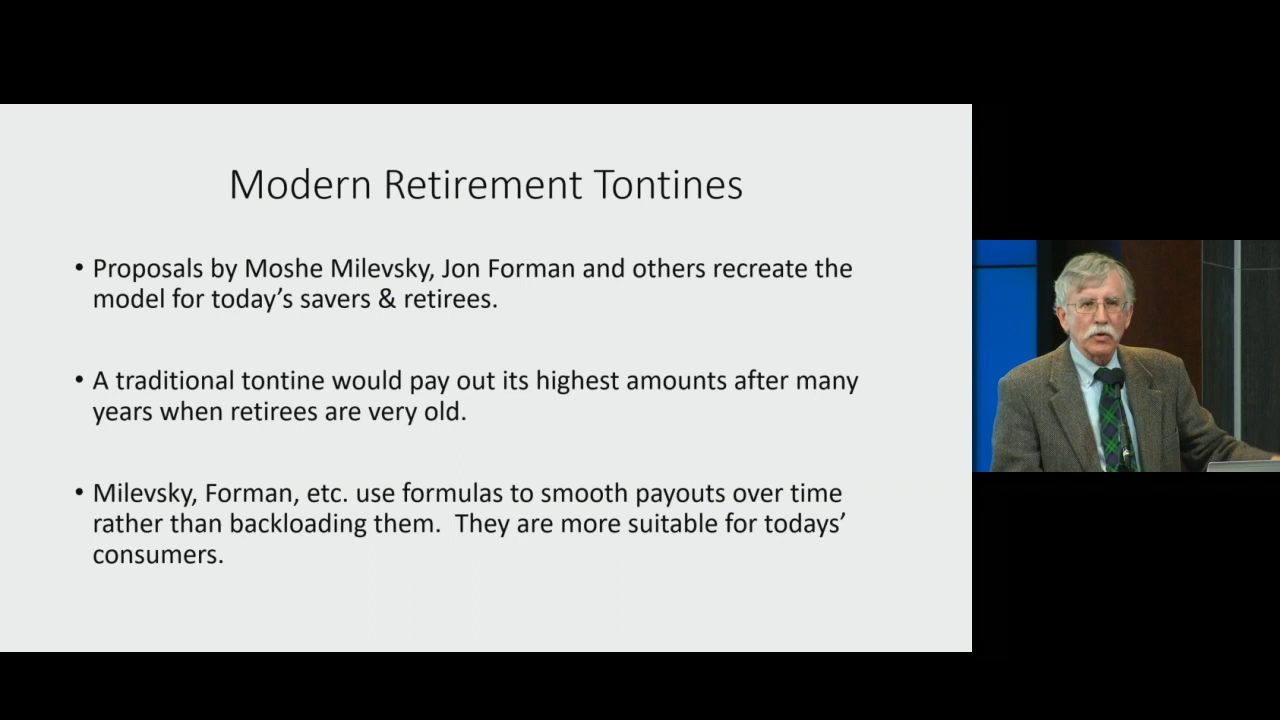 Modern Retirement Tontines
• Proposals by Moshe Milevsky, Jon Forman and others recreate the
model for today’s savers & retirees.
• A traditional tontine would pay out its highest amounts after many
years when retirees are very old.
• Milevsky, Forman, etc. use formulas to smooth payouts over time
rather than backloading them.  They are more suitable for todays’
consumers.